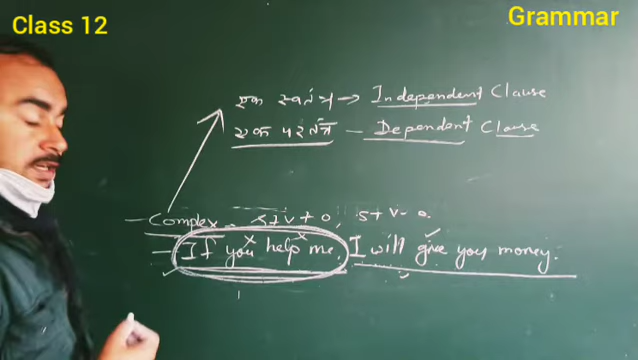 Class 12
Grammar
एक स्वतंत्र → Independent Clause
एक परतंत्र - Dependent Clause
- Complex - S+V+O, S+V-O.
- If you help me, I will give you money.